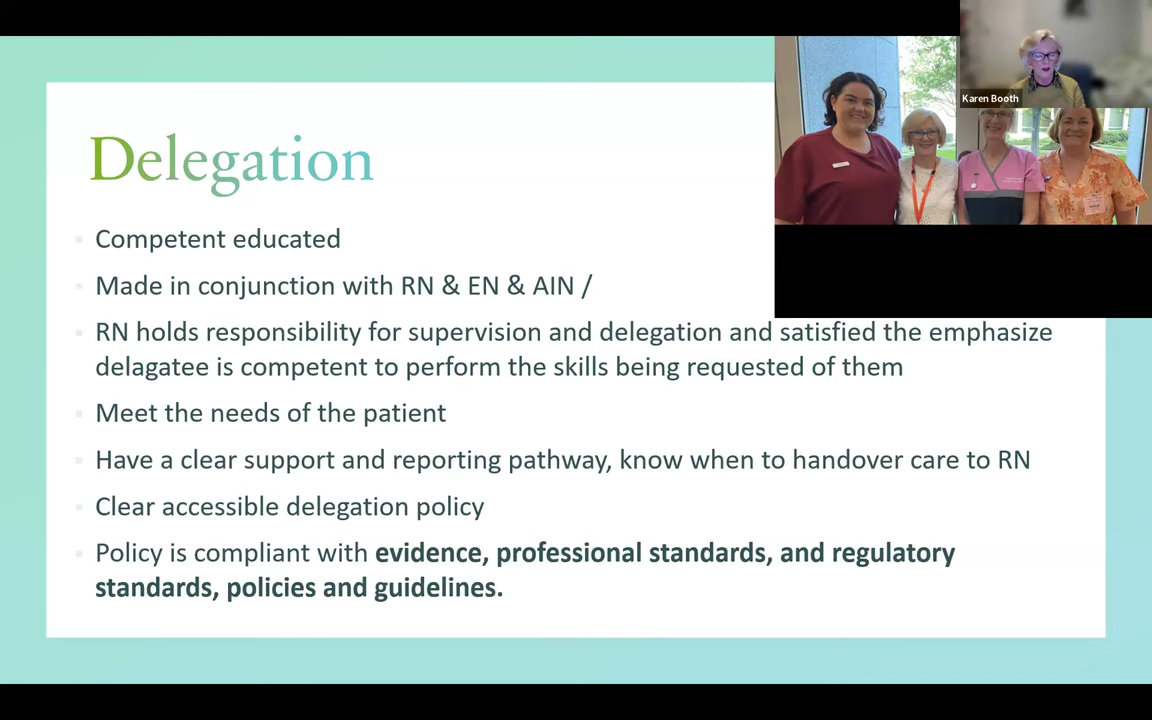 Karen Booth
Delegation
Competent educated
Made in conjunction with RN & EN & AIN /
RN holds responsibility for supervision and delegation and satisfied the emphasize
delagatee is competent to perform the skills being requested of them
Meet the needs of the patient
Have a clear support and reporting pathway, know when to handover care to RN
Clear accessible delegation policy
Policy is compliant with evidence, professional standards, and regulatory
standards, policies and guidelines.